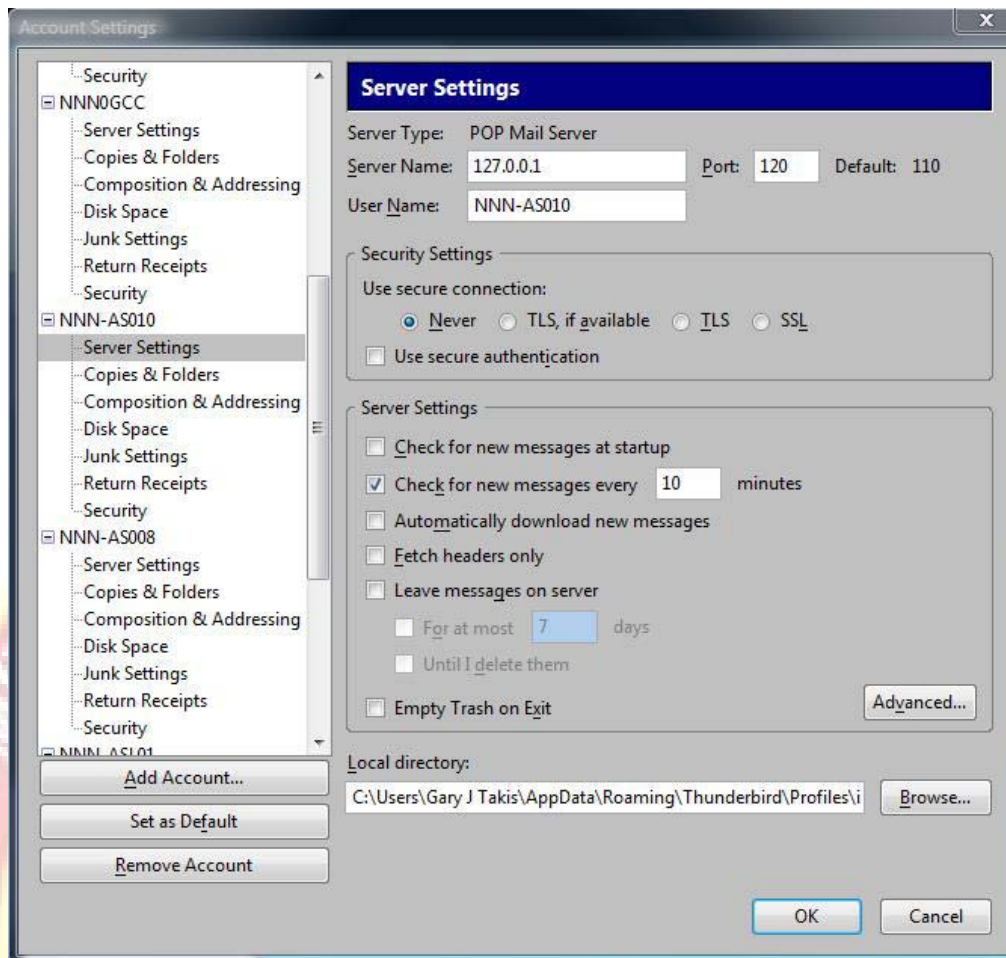 Account Settings
X
Security
NNN0GCC
Server Settings
Copies & Folders
Composition & Addressing
Disk Space
Junk Settings
Return Receipts
Security
NNN-AS010
Server Settings
Copies & Folders
Composition & Addressing
Disk Space
Junk Settings
Return Receipts
Security
NNN-AS008
Server Settings
Copies & Folders
Composition & Addressing
Disk Space
Junk Settings
Return Receipts
Security
NNN-ASL01
Add Account...
Set as Default
Remove Account
Server Settings
Server Type: POP Mail Server
Server Name: 127.0.0.1 Port: 120 Default: 110
User Name: NNN-AS010
Security Settings
Use secure connection:
Never TLS, if available TLS SSL
Use secure authentication
Server Settings
Check for new messages at startup
Check for new messages every 10 minutes
Automatically download new messages
Fetch headers only
Leave messages on server
For at most 7 days
Until I delete them
Empty Trash on Exit
Advanced...
Local directory:
C:\Users\Gary J Takis\AppData\Roaming\Thunderbird\Profiles\i Browse...
OK Cancel